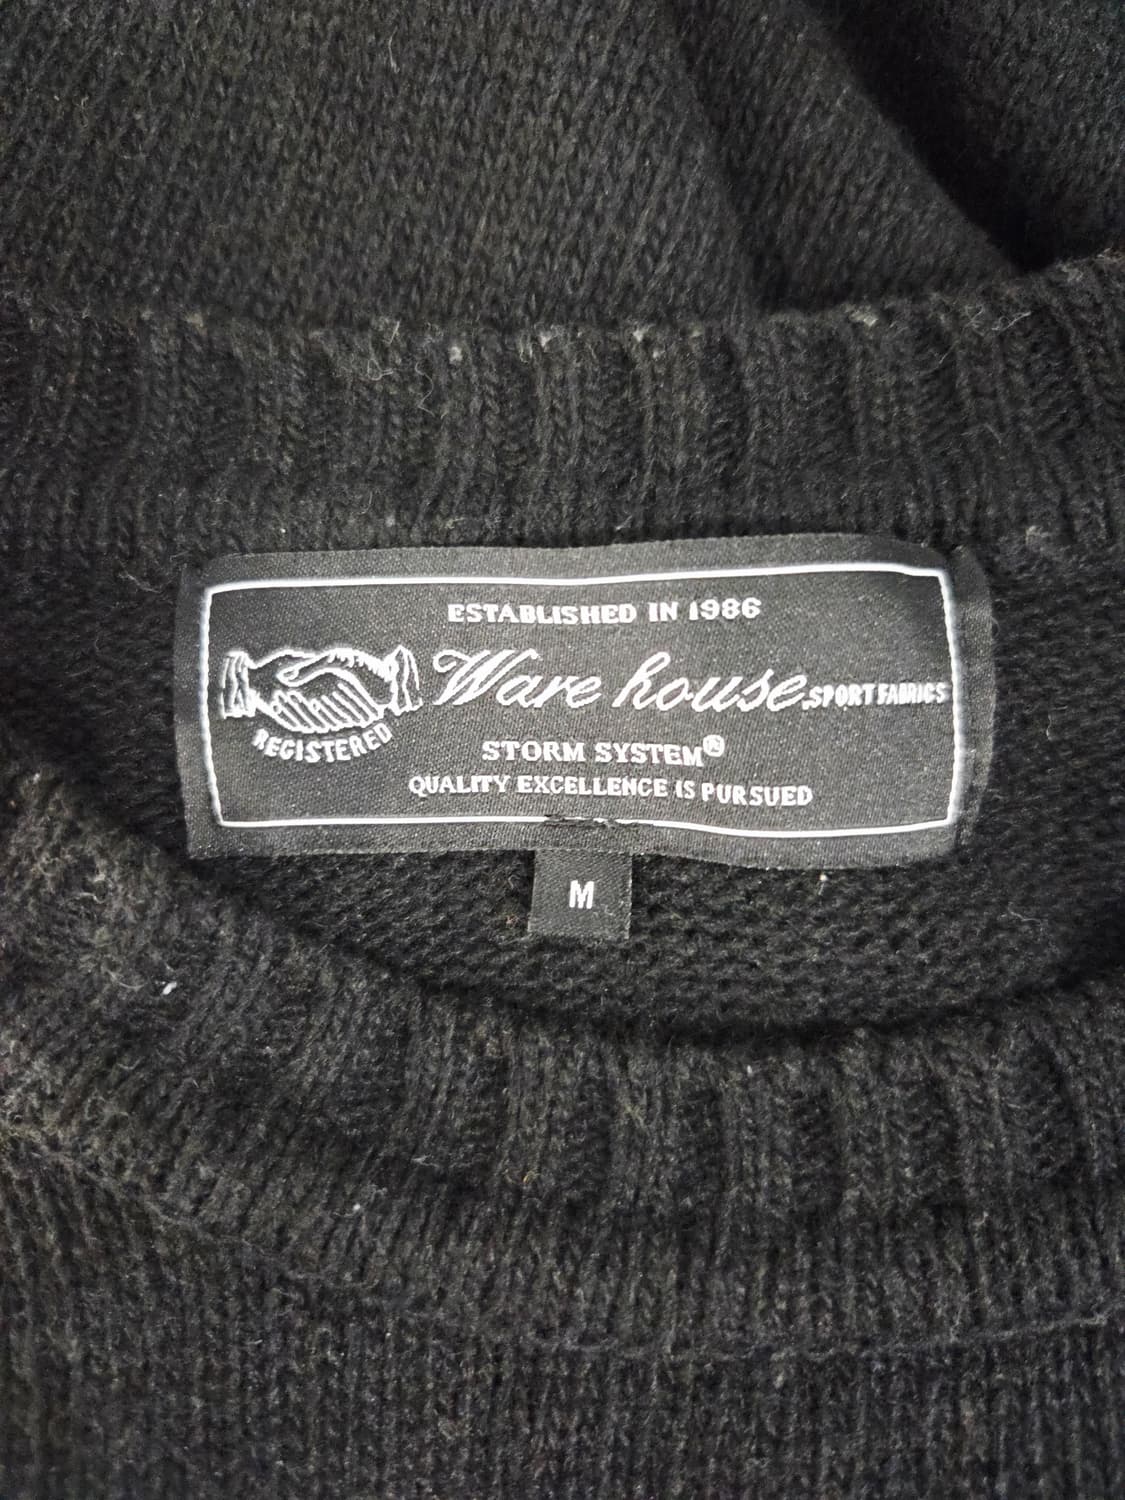 ESTABLISHED IN 1986
Ware house.SPORT FABRICS
REGISTERED
STORM SYSTEM®
QUALITY EXCELLENCE IS PURSUED
M